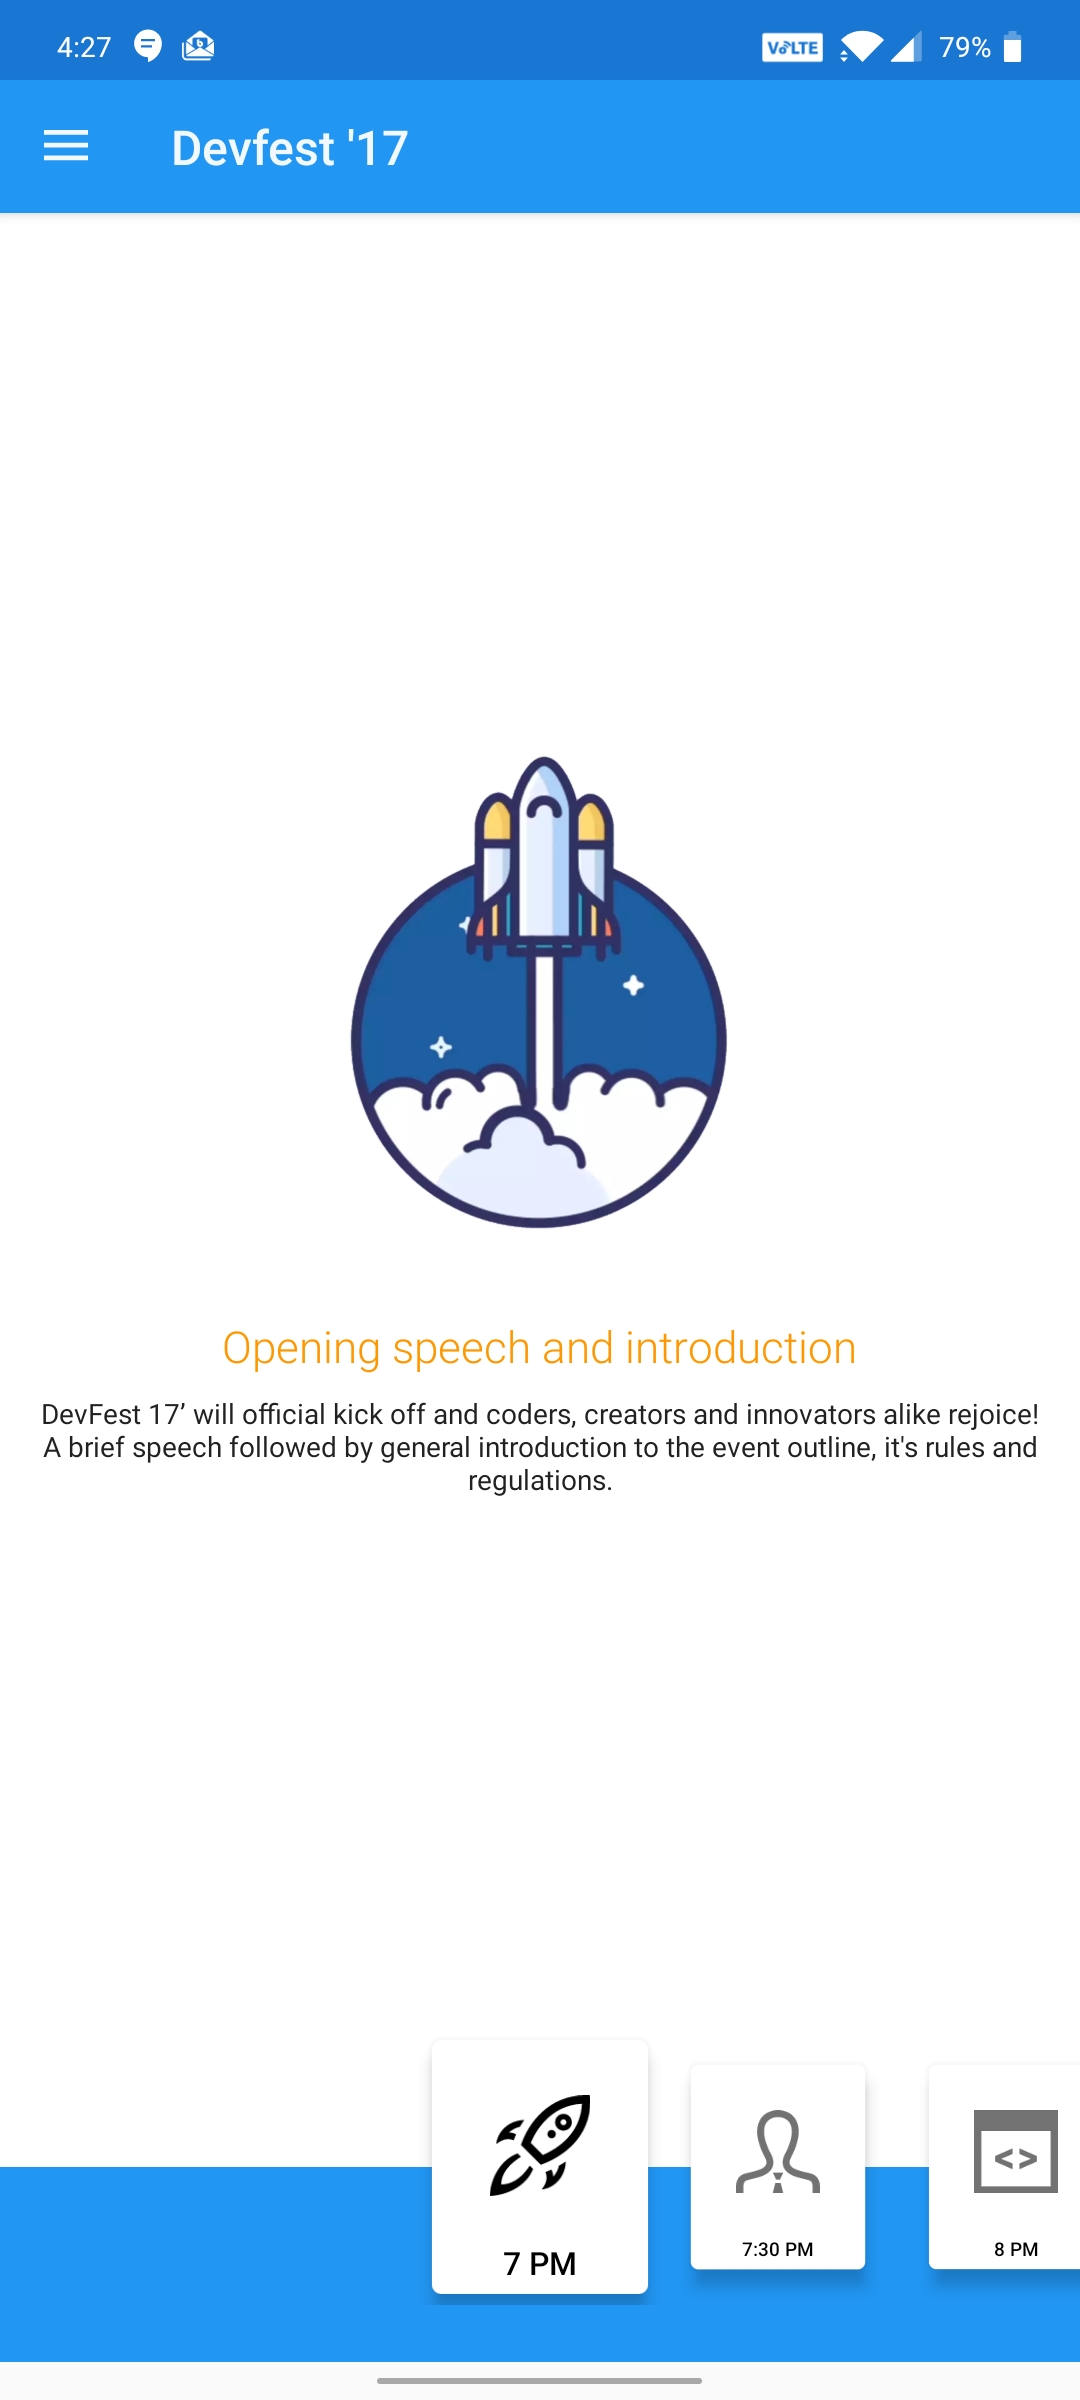 4:27
VoLTE
79%
Devfest '17
Opening speech and introduction
DevFest 17’ will official kick off and coders, creators and innovators alike rejoice!
A brief speech followed by general introduction to the event outline, it's rules and
regulations.
<>
7 PM
7:30 PM
8 PM